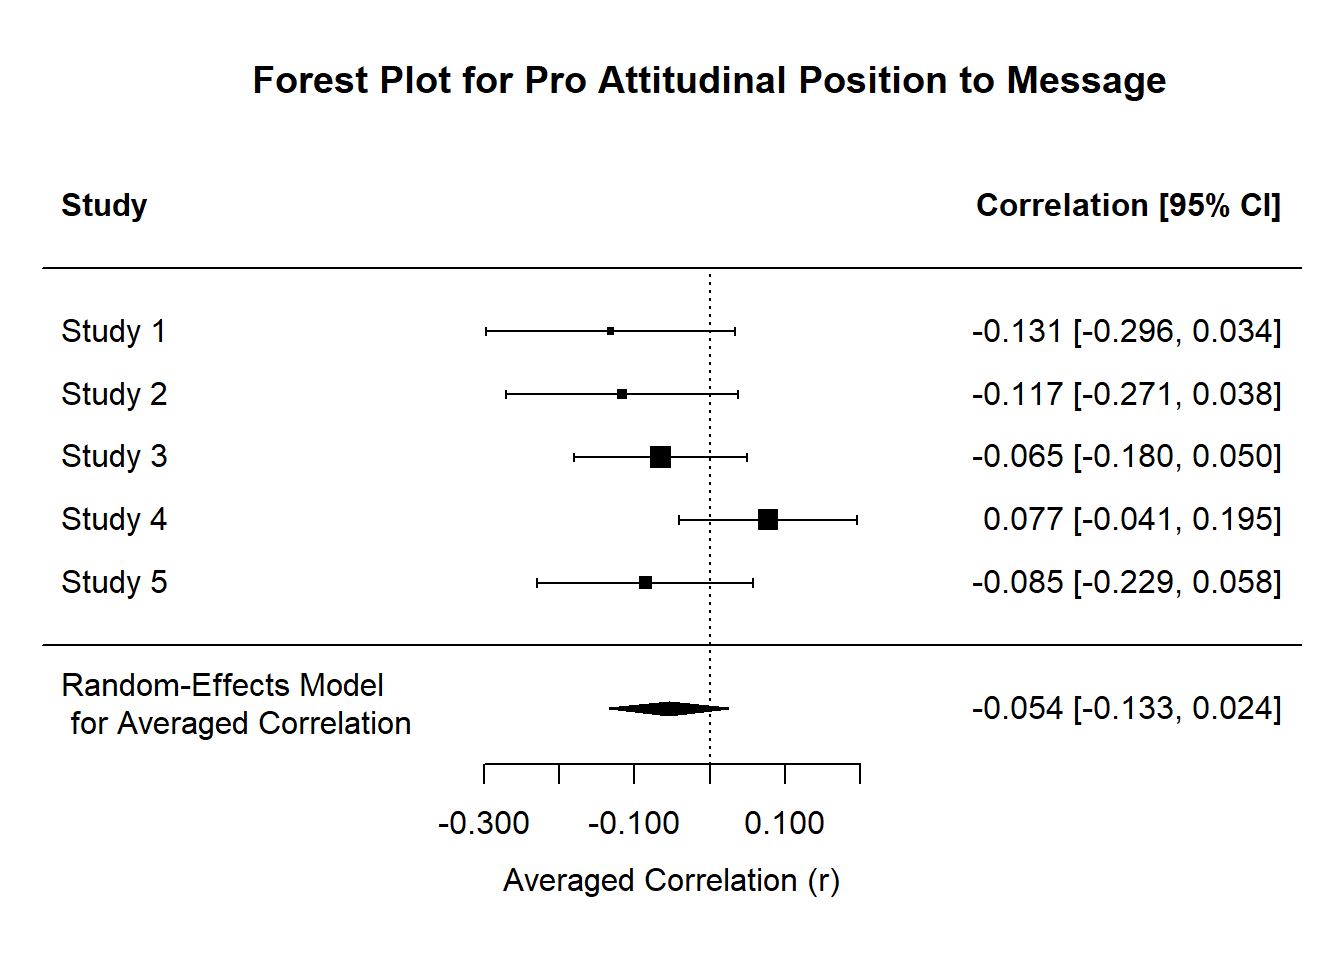 Forest Plot for Pro Attitudinal Position to Message
Study Correlation [95% CI]
Study 1 -0.131 [-0.296, 0.034]
Study 2 -0.117 [-0.271, 0.038]
Study 3 -0.065 [-0.180, 0.050]
Study 4 0.077 [-0.041, 0.195]
Study 5 -0.085 [-0.229, 0.058]
Random-Effects Model
for Averaged Correlation -0.054 [-0.133, 0.024]
-0.300 -0.100 0.100
Averaged Correlation (r)